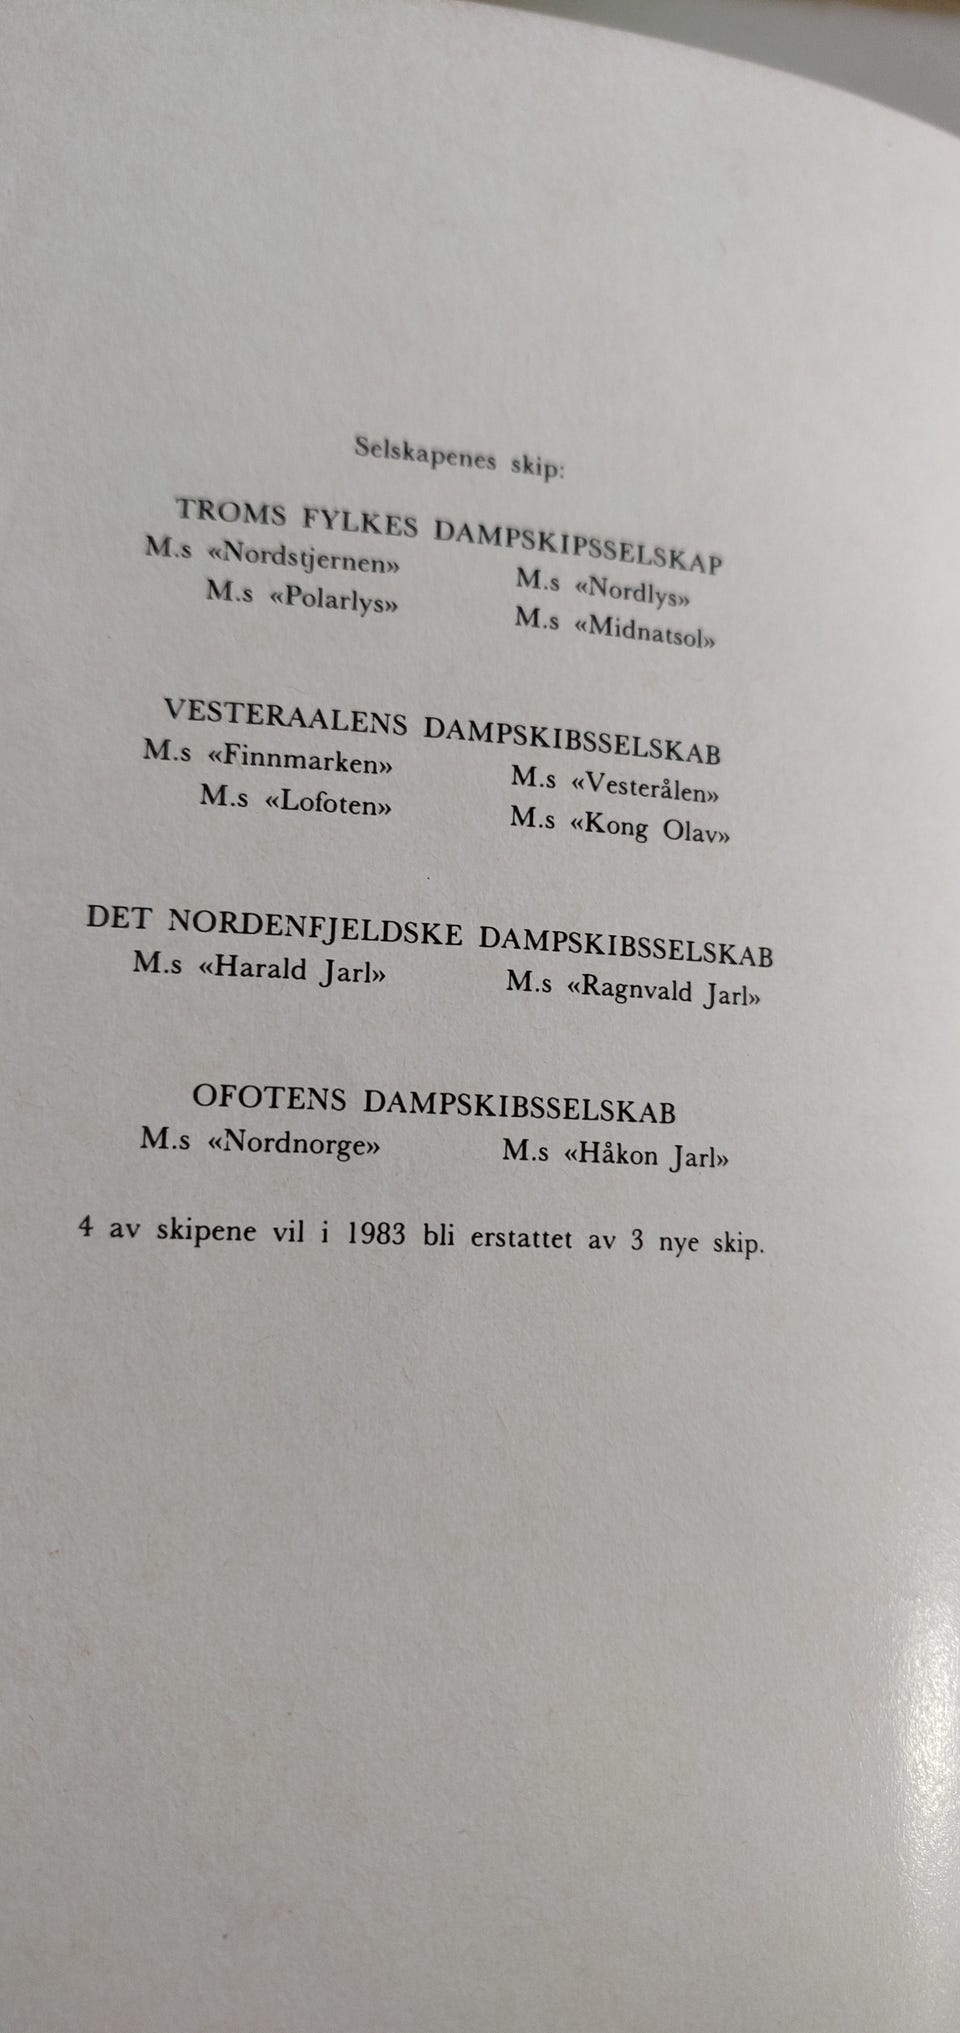 Selskapenes skip:
TROMS FYLKES DAMPSKIPSSELSKAP
M.s «Nordstjernen» M.s «Nordlys»
M.s «Polarlys» M.s «Midnatsol»
VESTERAALENS DAMPSKIBSSELSKAB
M.s «Finnmarken» M.s «Vesterålen»
M.s «Lofoten» M.s «Kong Olav»
DET NORDENFJELDSKE DAMPSKIBSSELSKAB
M.s «Harald Jarl» M.s «Ragnvald Jarl»
OFOTENS DAMPSKIBSSELSKAB
M.s «Nordnorge» M.s «Håkon Jarl»
4 av skipene vil i 1983 bli erstattet av 3 nye skip.